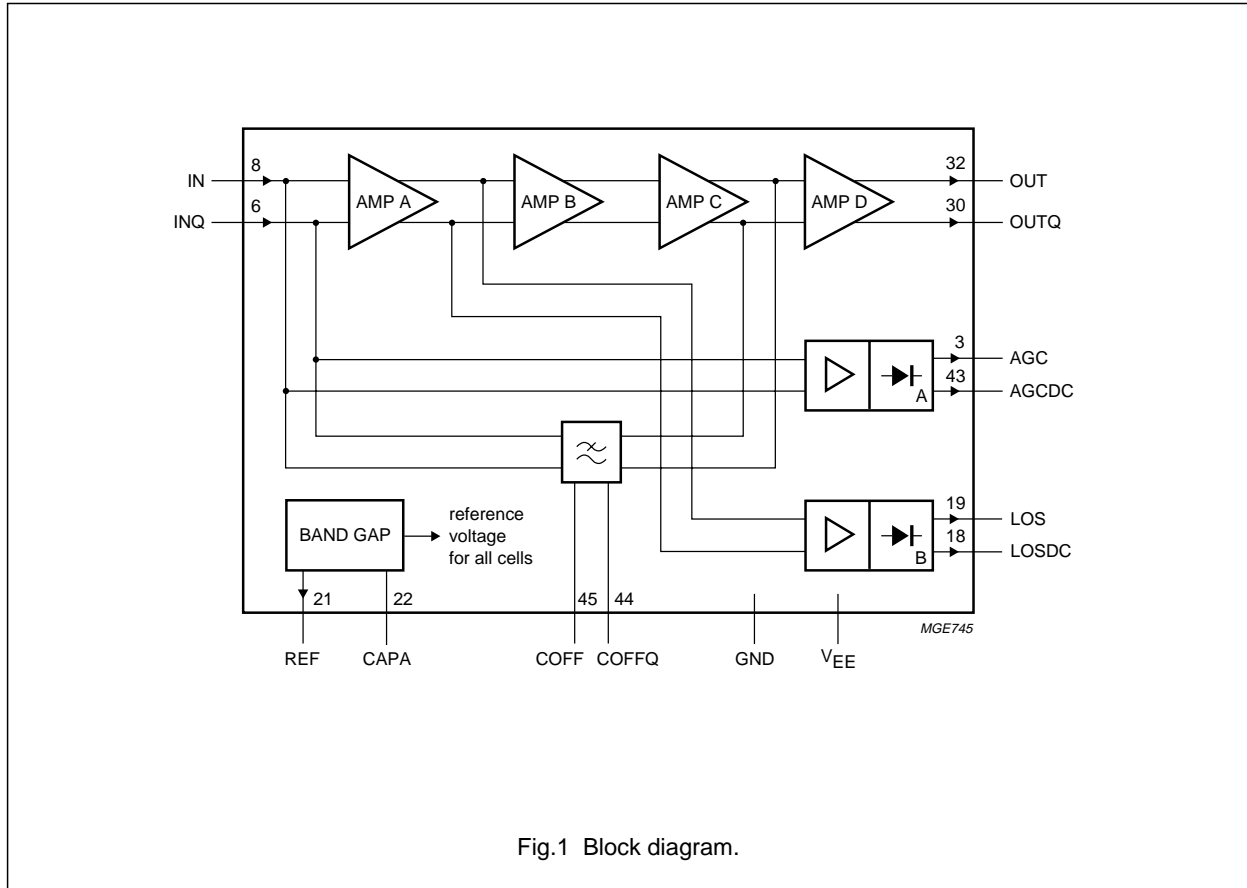 8
32
IN
AMP A
AMP B
AMP C
AMP D
OUT
6
30
INQ
OUTQ
3
AGC
43
A
AGCDC
19
reference
LOS
BAND GAP
voltage
18
for all cells
B
LOSDC
21
22
45
44
MGE745
REF
CAPA
COFF
COFFQ
GND
VEE
Fig.1 Block diagram.